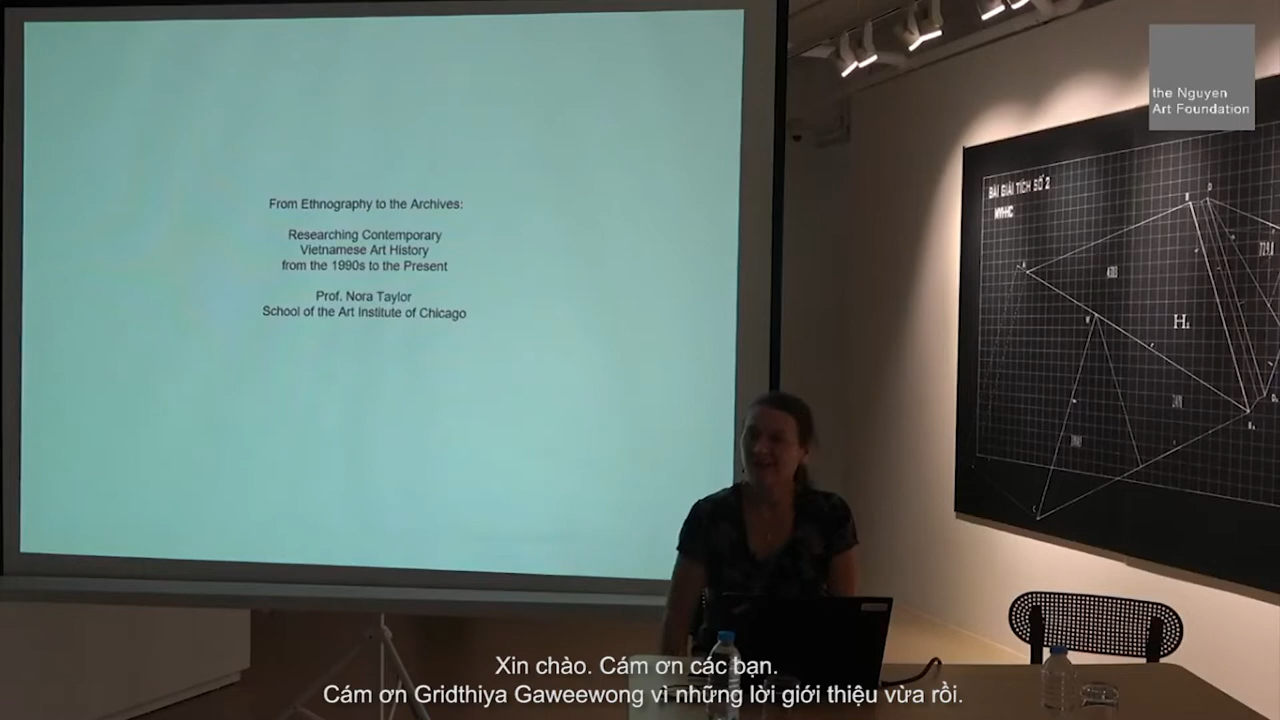 From Ethnography to the Archives:
Researching Contemporary
Vietnamese Art History
from the 1990s to the Present
Prof. Nora Taylor
School of the Art Institute of Chicago
the Nguyen
Art Foundation
BÀI GIẢI TÍCH SỐ 2
H₁
Xin chào. Cám ơn các bạn.
Cám ơn Gridthiya Gaweewong vì những lời giới thiệu vừa rồi.